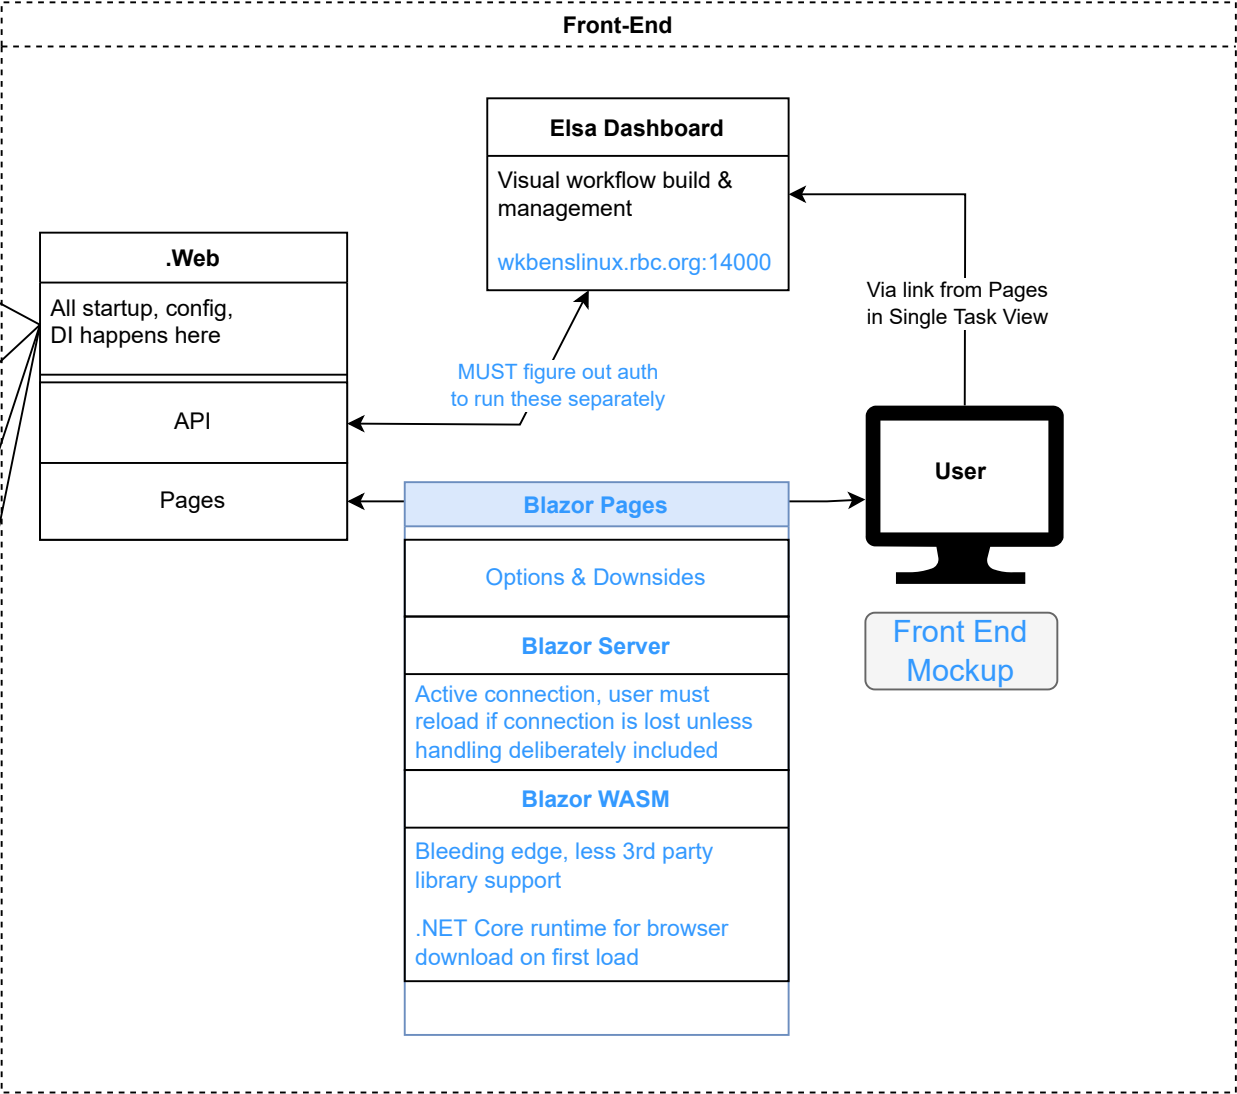 Front-End
Elsa Dashboard
Visual workflow build &
management
wkbenslinux.rbc.org:14000
.Web
All startup, config,
DI happens here
API
Pages
MUST figure out auth
to run these separately
Via link from Pages
in Single Task View
User
Front End
Mockup
Blazor Pages
Options & Downsides
Blazor Server
Active connection, user must
reload if connection is lost unless
handling deliberately included
Blazor WASM
Bleeding edge, less 3rd party
library support
.NET Core runtime for browser
download on first load